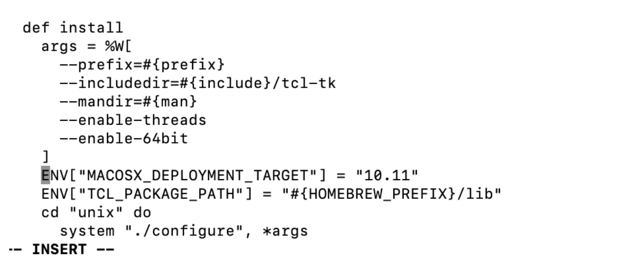 def install
args = %W[
--prefix=#{prefix}
--includedir=#{include}/tcl-tk
--mandir=#{man}
--enable-threads
--enable-64bit
]
ENV["MACOSX_DEPLOYMENT_TARGET"] = "10.11"
ENV["TCL_PACKAGE_PATH"] = "#{HOMEBREW_PREFIX}/lib"
cd "unix" do
system "./configure", *args
-- INSERT --